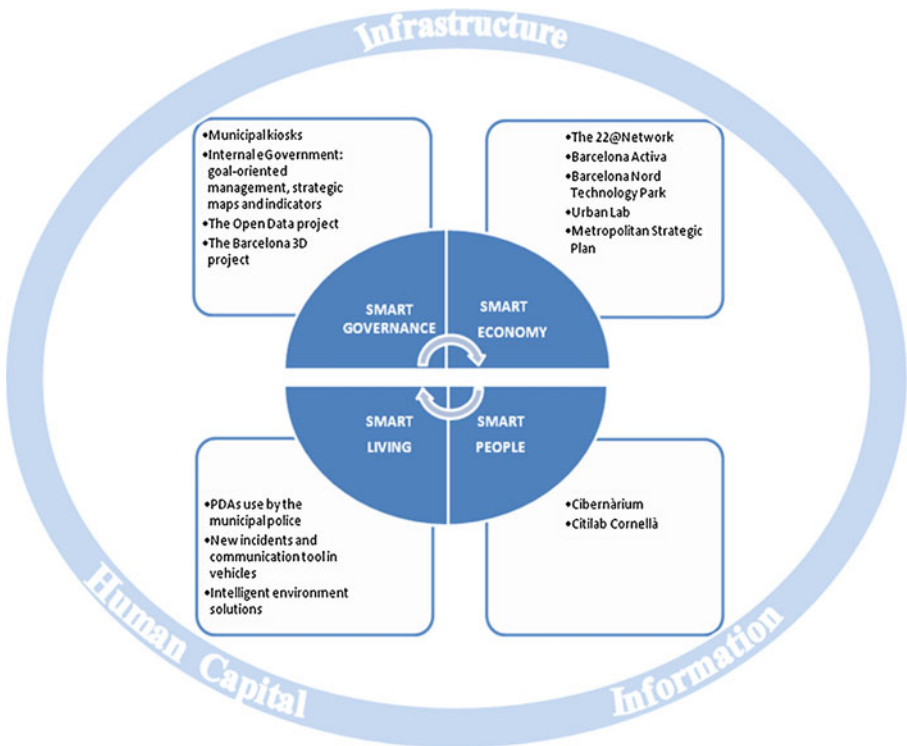 Infrastructure
•Municipal kiosks
•Internal eGovernment:
goal-oriented
management, strategic
maps and indicators
•The Open Data project
•The Barcelona 3D
project
•The 22@Network
•Barcelona Activa
•Barcelona Nord
Technology Park
•Urban Lab
•Metropolitan Strategic
Plan
SMART
GOVERNANCE
SMART
ECONOMY
SMART
LIVING
SMART
PEOPLE
•PDAs use by the
municipal police
•New incidents and
communication tool in
vehicles
•Intelligent environment
solutions
•Cibernàrium
•Citilab Cornellà
Human Capital
Information